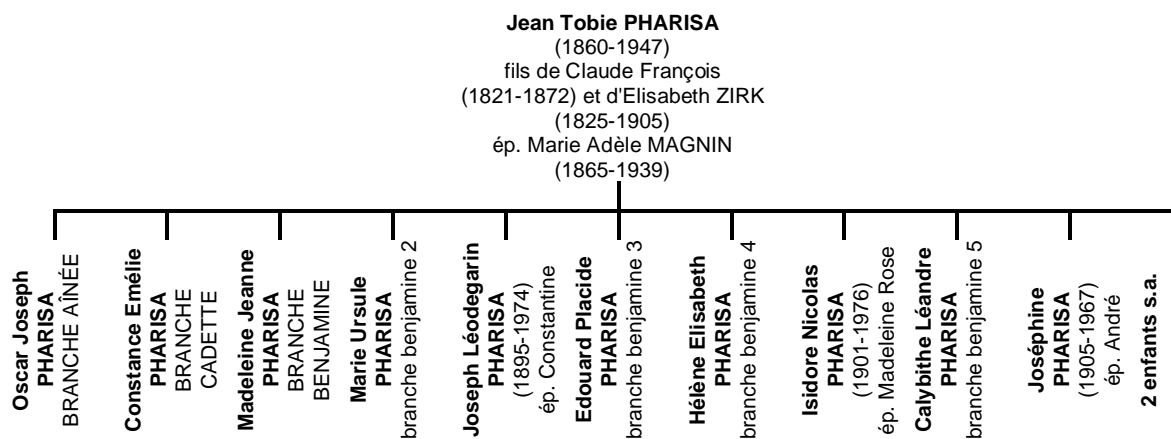 Jean Tobie PHARISA
(1860-1947)
fils de Claude François
(1821-1872) et d'Elisabeth ZIRK
(1825-1905)
ép. Marie Adèle MAGNIN
(1865-1939)
Oscar Joseph
PHARISA
BRANCHE AÎNÉE
Constance Emélie
PHARISA
BRANCHE
CADETTE
Madeleine Jeanne
PHARISA
BRANCHE
BENJAMINE
Marie Ursule
PHARISA
branche benjamine 2
Joseph Léodegarin
PHARISA
(1895-1974)
ép. Constantine
Edouard Placide
PHARISA
branche benjamine 3
Hélène Elisabeth
PHARISA
branche benjamine 4
Isidore Nicolas
PHARISA
(1901-1976)
ép. Madeleine Rose
Calybithe Léandre
PHARISA
branche benjamine 5
Joséphine
PHARISA
(1905-1967)
ép. André
2 enfants s.a.